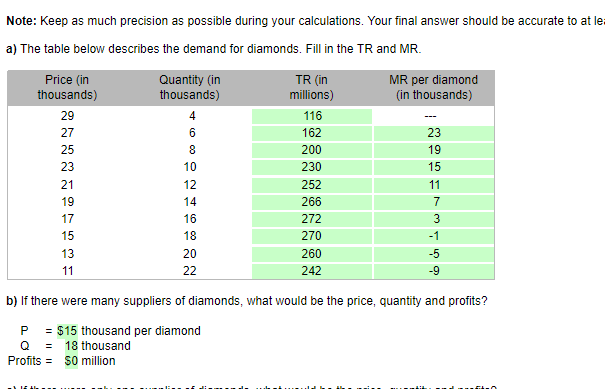 Note: Keep as much precision as possible during your calculations. Your final answer should be accurate to at
a) The table below describes the demand for diamonds. Fill in the TR and MR.
Price (in thousands) Quantity (in thousands) TR (in millions) MR per diamond (in thousands)
29 4 116 ---
27 6 162 23
25 8 200 19
23 10 230 15
21 12 252 11
19 14 266 7
17 16 272 3
15 18 270 -1
13 20 260 -5
11 22 242 -9
b) If there were many suppliers of diamonds, what would be the price, quantity and profits?
P = $15 thousand per diamond
Q = 18 thousand
Profits = $0 million